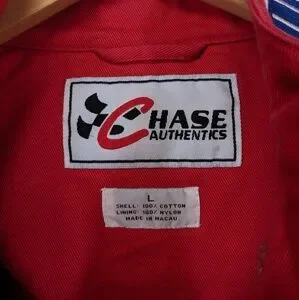 CHASE
AUTHENTICS
L
SHELL: 100% COTTON
LINING: 100% NYLON
MADE IN MACAU